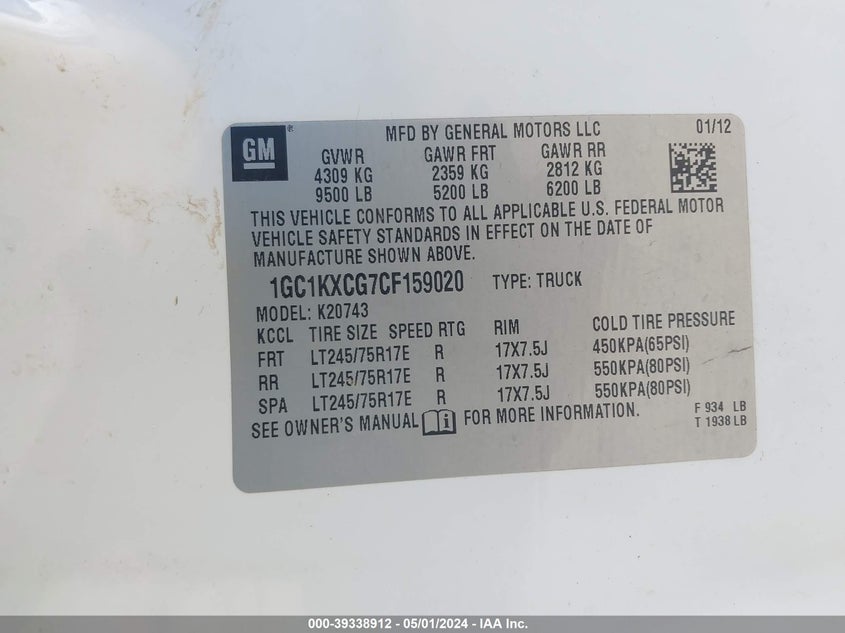 GM ®
MFD BY GENERAL MOTORS LLC 01/12
GVWR GAWR FRT GAWR RR
4309 KG 2359 KG 2812 KG
9500 LB 5200 LB 6200 LB
THIS VEHICLE CONFORMS TO ALL APPLICABLE U.S. FEDERAL MOTOR
VEHICLE SAFETY STANDARDS IN EFFECT ON THE DATE OF
MANUFACTURE SHOWN ABOVE.
1GC1KXCG7CF159020 TYPE: TRUCK
MODEL: K20743
KCCL TIRE SIZE SPEED RTG RIM COLD TIRE PRESSURE
FRT LT245/75R17E R 17X7.5J 450KPA(65PSI)
RR LT245/75R17E R 17X7.5J 550KPA(80PSI)
SPA LT245/75R17E R 17X7.5J 550KPA(80PSI)
SEE OWNER'S MANUAL FOR MORE INFORMATION. F 934 LB
T 1938 LB
000-39338912 - 05/01/2024 - IAA Inc.